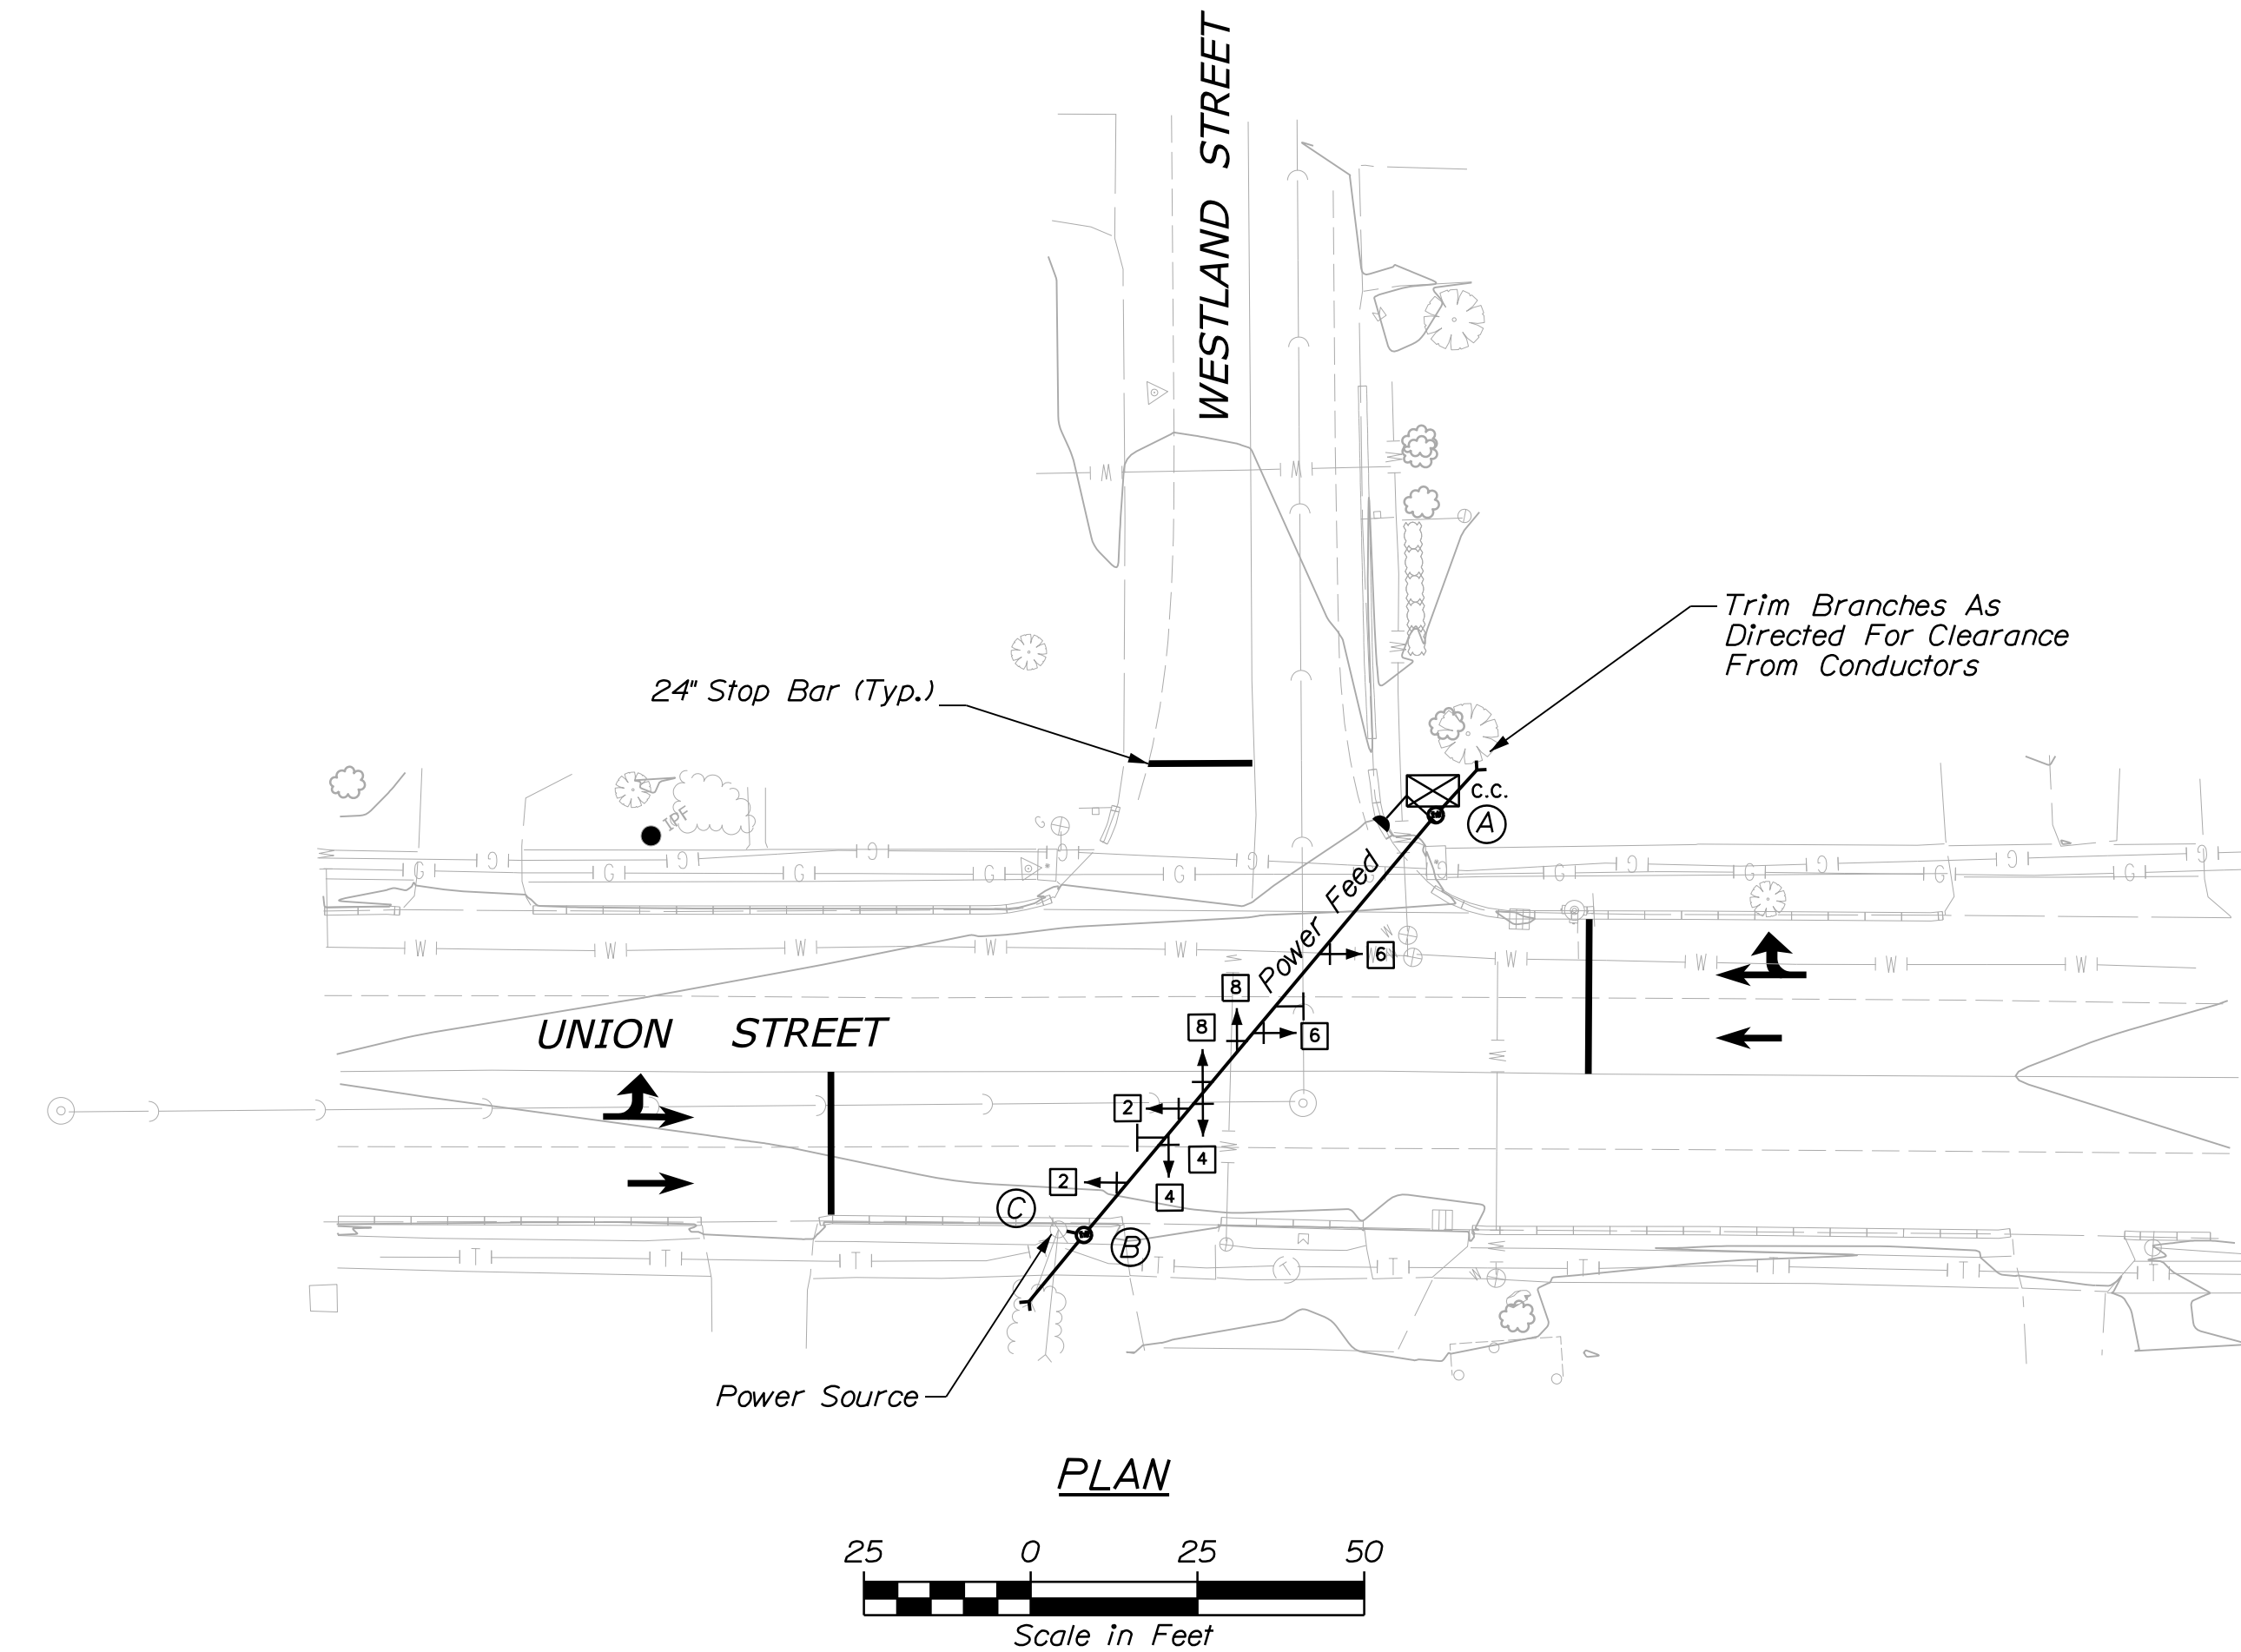 WESTLAND STREET
W W
W
Trim Branches As
Directed For Clearance
From Conductors
24" Stop Bar (Typ.)
W
C.C.
A
IPF
G
G G G G G G G G
G G G G G G G G G G
Power Feed
W W W W W W W W W W
6
8
8 6
UNION STREET
W
2
4
W
2
4
C
B
T T T T T T T T T
W
Power Source
PLAN
25 0 25 50
Scale in Feet